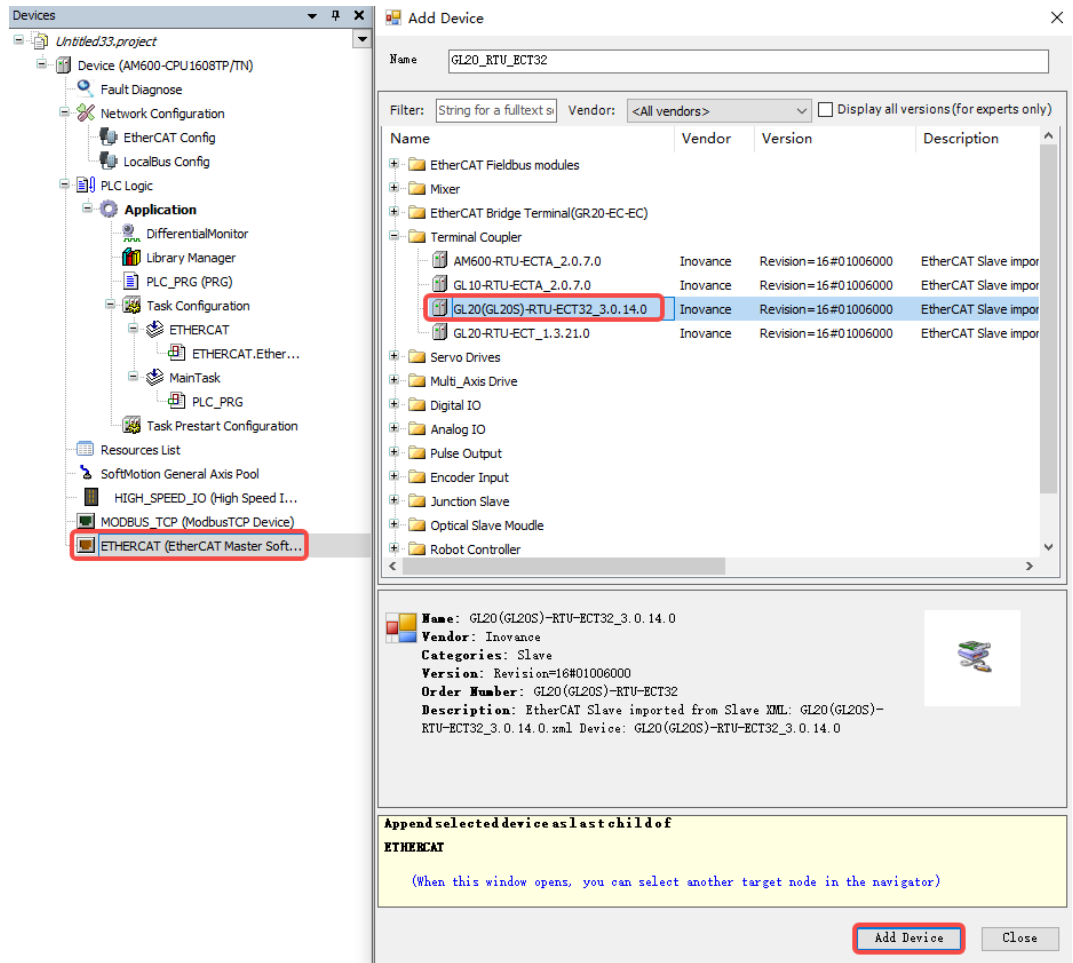 Devices
Untitled33.project
Device (AM600-CPU1608TP/TN)
Fault Diagnose
Network Configuration
EtherCAT Config
LocalBus Config
PLC Logic
Application
DifferentialMonitor
Library Manager
PLC_PRG (PRG)
Task Configuration
ETHERCAT
ETHERCAT.Ether...
MainTask
PLC_PRG
Task Prestart Configuration
Resources List
SoftMotion General Axis Pool
HIGH_SPEED_IO (High Speed I...
MODBUS_TCP (ModbusTCP Device)
ETHERCAT (EtherCAT Master Soft...
Add Device
Name GL20_RTU_ECT32
Filter: String for a fulltext s Vendor: <All vendors> Display all versions(for experts only)
Name Vendor Version Description
EtherCAT Fieldbus modules
Mixer
EtherCAT Bridge Terminal(GR20-EC-EC)
Terminal Coupler
AM600-RTU-ECTA_2.0.7.0 Inovance Revision=16#01006000 EtherCAT Slave impor
GL10-RTU-ECTA_2.0.7.0 Inovance Revision=16#01006000 EtherCAT Slave impor
GL20(GL20S)-RTU-ECT32_3.0.14.0 Inovance Revision=16#01006000 EtherCAT Slave impor
GL20-RTU-ECT_1.3.21.0 Inovance Revision=16#01006000 EtherCAT Slave impor
Servo Drives
Multi_Axis Drive
Digital IO
Analog IO
Pulse Output
Encoder Input
Junction Slave
Optical Slave Moudle
Robot Controller
Name: GL20(GL20S)-RTU-ECT32_3.0.14.0
Vendor: Inovance
Categories: Slave
Version: Revision=16#01006000
Order Number: GL20(GL20S)-RTU-ECT32
Description: EtherCAT Slave imported from Slave XML: GL20(GL20S)-
RTU-ECT32_3.0.14.0.xml Device: GL20(GL20S)-RTU-ECT32_3.0.14.0
Append selected device as last child of
ETHERCAT
(When this window opens, you can select another target node in the navigator)
Add Device Close